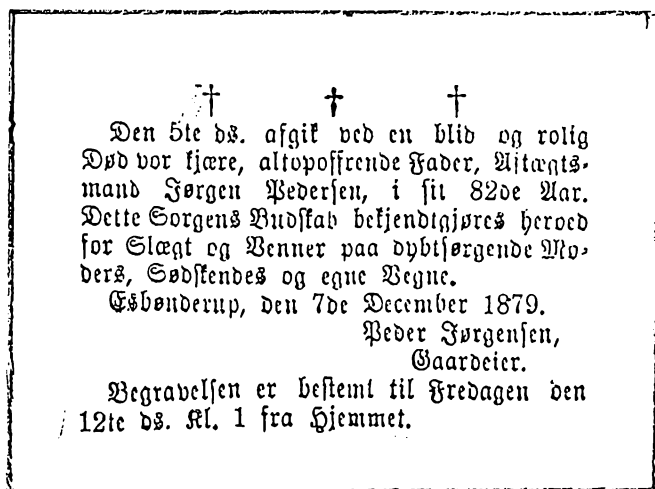 † † †
Den 5te ds. afgik ved en blid og rolig
Død vor kjære, altopoffrende Fader, Aftægts-
mand Jørgen Pedersen, i sit 82de Aar.
Dette Sorgens Budskab bekjendtgjøres herved
for Slægt og Venner paa dybtsørgende Mo-
ders, Sødskendes og egne Vegne.
Esbønderup, den 7de December 1879.
Peder Jørgensen,
Gaardeier.
Begravelsen er bestemt til Fredagen den
12te ds. Kl. 1 fra Hjemmet.